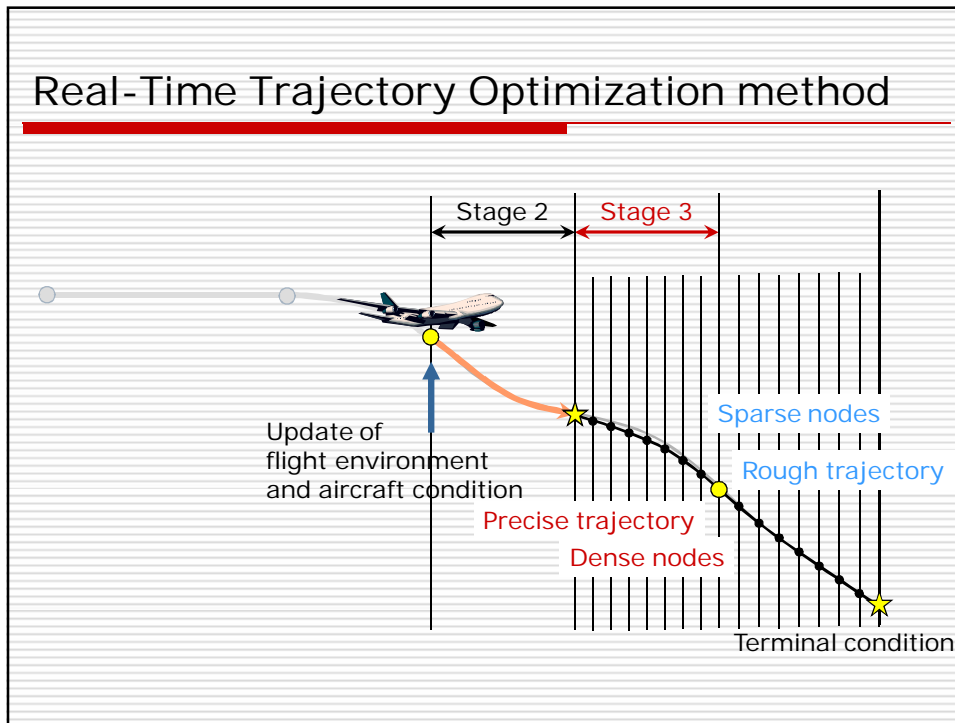 Real-Time Trajectory Optimization method
Stage 2
Stage 3
Sparse nodes
Update of
flight environment
and aircraft condition
Rough trajectory
Precise trajectory
Dense nodes
Terminal condition